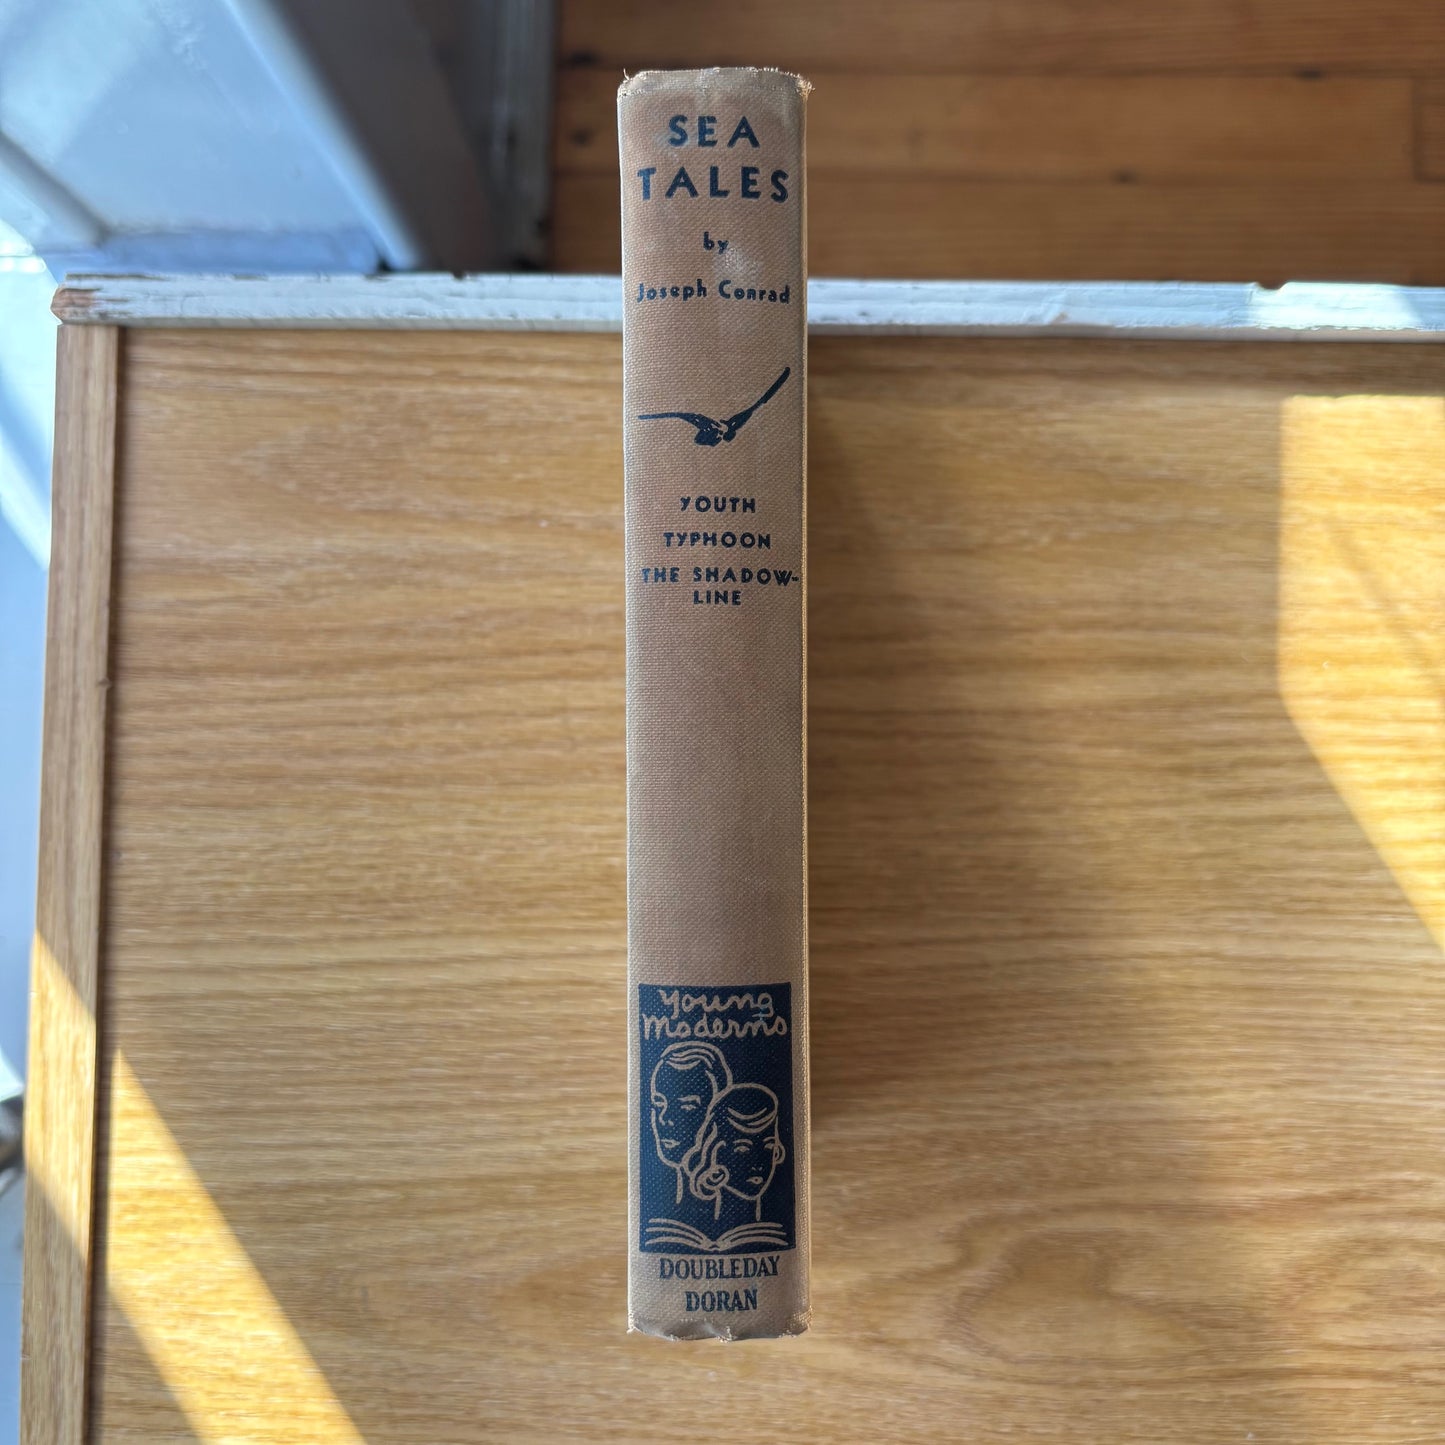 SEA
TALES
by
Joseph Conrad
YOUTH
TYPHOON
THE SHADOW-
LINE
Young
Moderns
DOUBLEDAY
DORAN